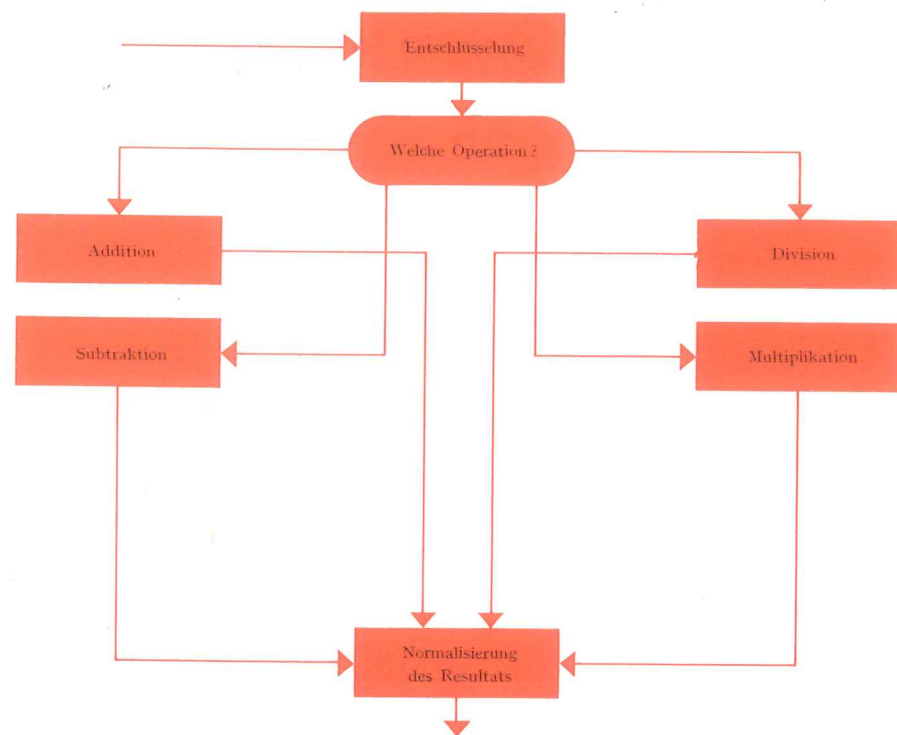 Entschlüsselung
Welche Operation?
Addition
Division
Subtraktion
Multiplikation
Normalisierung
des Resultats